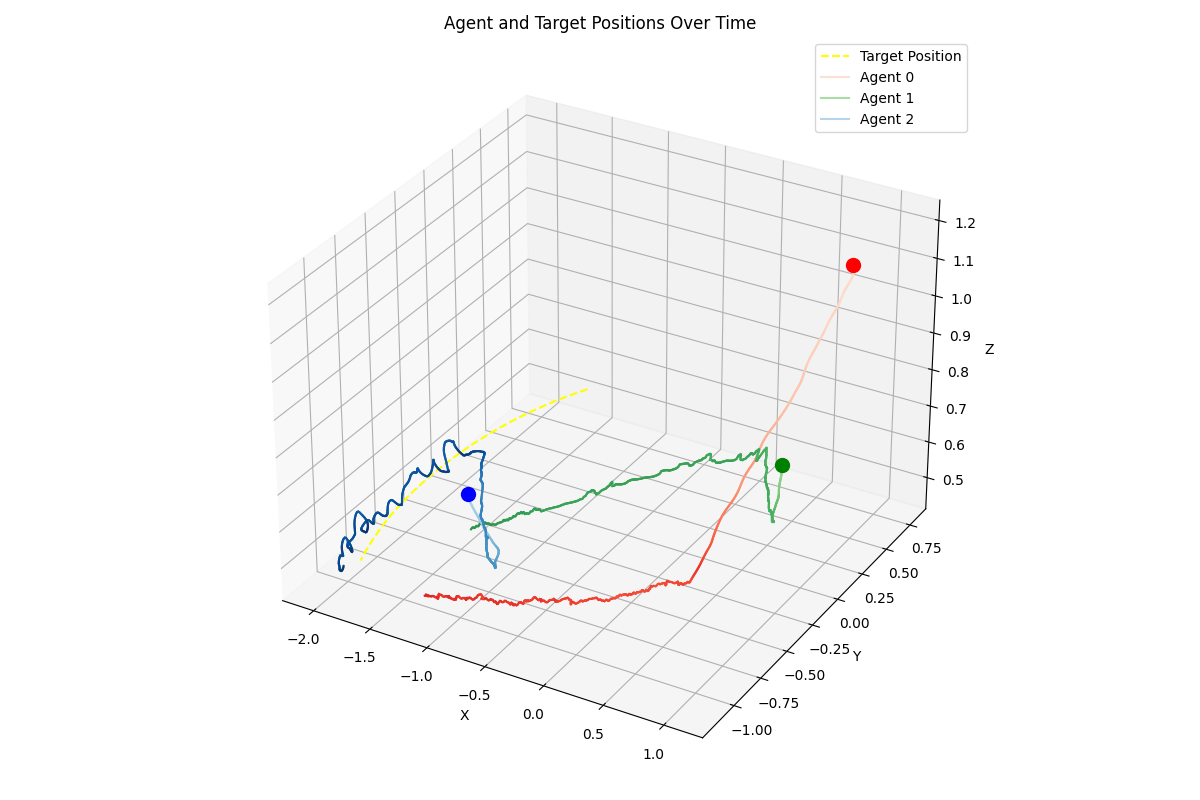 Agent and Target Positions Over Time
Target Position
Agent 0
Agent 1
Agent 2
1.2
1.1
1.0
0.9
0.8
0.7
0.6
0.5
Z
0.75
0.50
0.25
0.00
−0.25
−0.50
−0.75
−1.00
Y
−2.0
−1.5
−1.0
−0.5
0.0
0.5
1.0
X